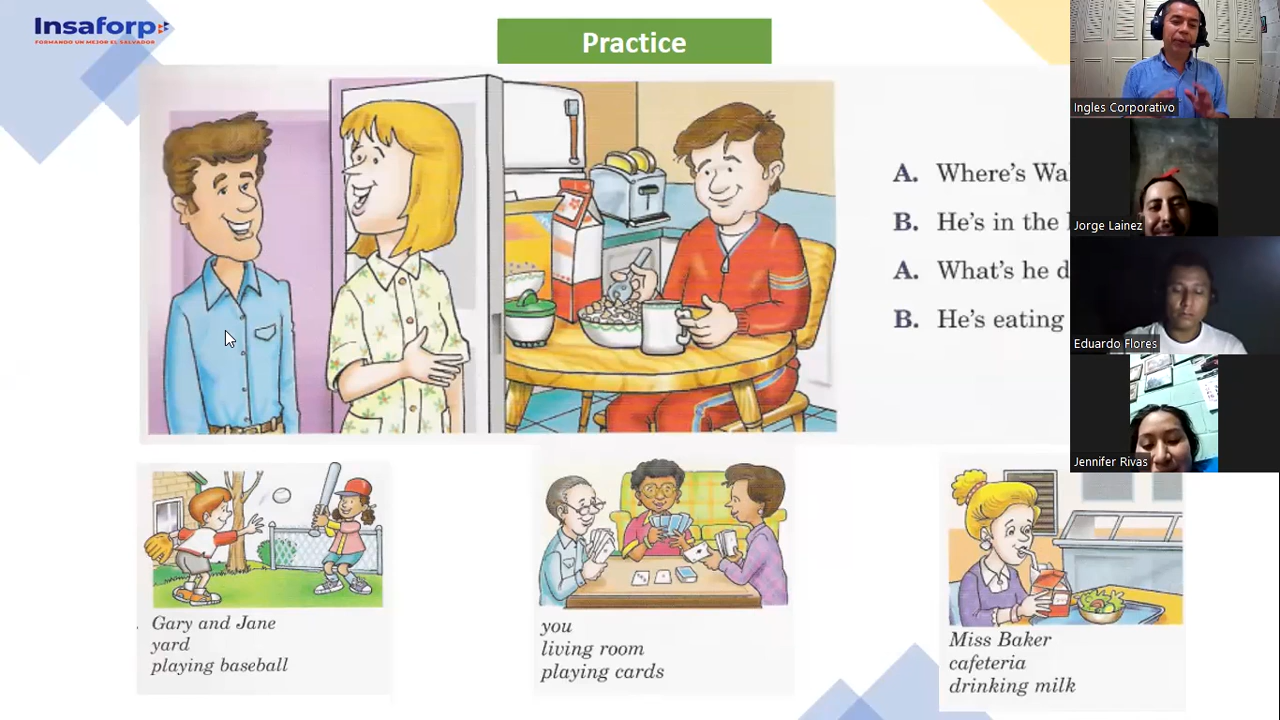 Insaforp
FORMANDO UN MEJOR EL SALVADOR
Practice
A. Where's Wa
B. He's in the
A. What's he d
B. He's eating
Gary and Jane
yard
playing baseball
you
living room
playing cards
Miss Baker
cafeteria
drinking milk
Ingles Corporativo
Jorge Lainez
Eduardo Flores
Jennifer Rivas